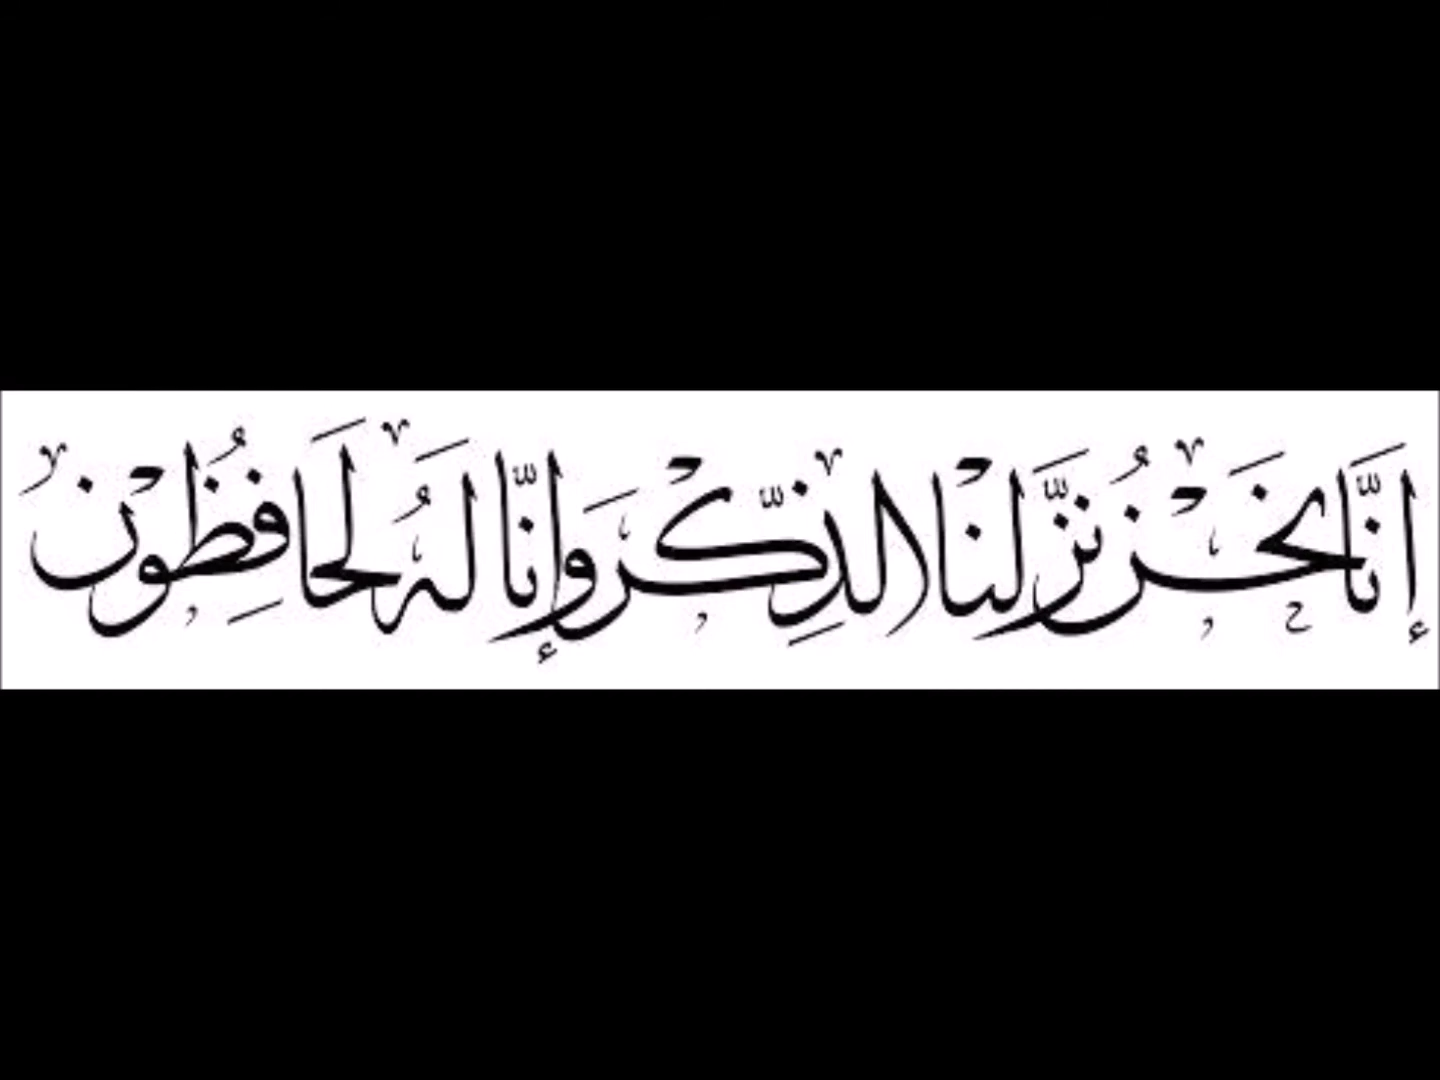 إِنَّا نَحْنُ نَزَّلْنَا الذِّكْرَ وَإِنَّا لَهُ لَحَافِظُونَ